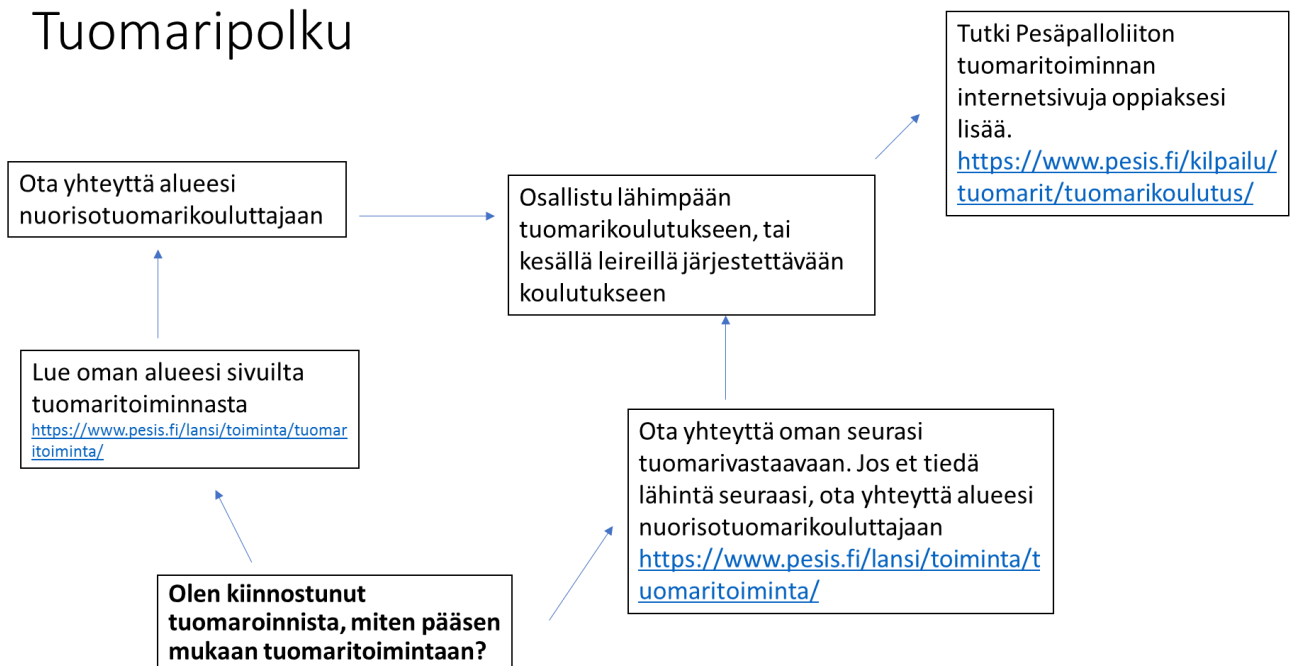 Tuomaripolku
Tutki Pesäpalloliiton
tuomaritoiminnan
internetsivuja oppiaksesi
lisää.
https://www.pesis.fi/kilpailu/
tuomarit/tuomarikoulutus/
Ota yhteyttä alueesi
nuorisotuomarikouluttajaan
Osallistu lähimpään
tuomarikoulutukseen, tai
kesällä leireillä järjestettävään
koulutukseen
Lue oman alueesi sivuilta
tuomaritoiminnasta
https://www.pesis.fi/lansi/toiminta/tuomar
itoiminta/
Ota yhteyttä oman seurasi
tuomarivastaavaan. Jos et tiedä
lähintä seuraasi, ota yhteyttä alueesi
nuorisotuomarikouluttajaan
https://www.pesis.fi/lansi/toiminta/t
uomaritoiminta/
Olen kiinnostunut
tuomaroinnista, miten pääsen
mukaan tuomaritoimintaan?